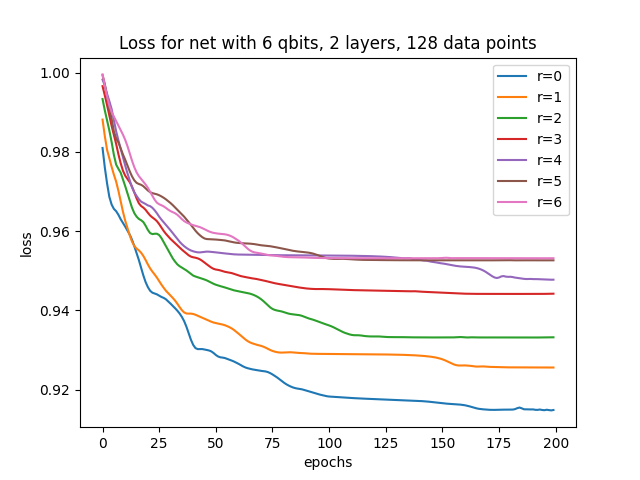 Loss for net with 6 qbits, 2 layers, 128 data points
1.00
0.98
0.96
0.94
0.92
loss
r=0
r=1
r=2
r=3
r=4
r=5
r=6
0 25 50 75 100 125 150 175 200
epochs